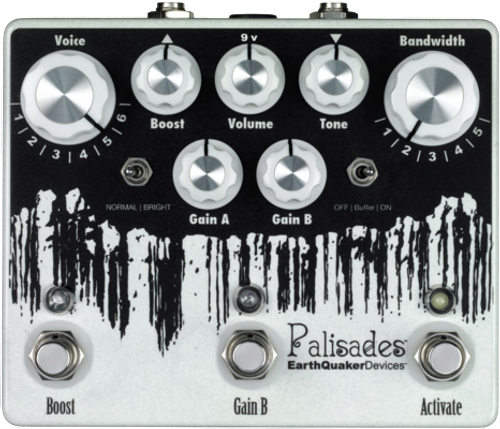 Voice
9 v
Bandwidth
Boost
Volume
Tone
1 2 3 4 5 6
1 2 3 4 5
NORMAL | BRIGHT
Gain A
Gain B
OFF | Buffer | ON
Palisades
EarthQuakerDevices
Boost
Gain B
Activate